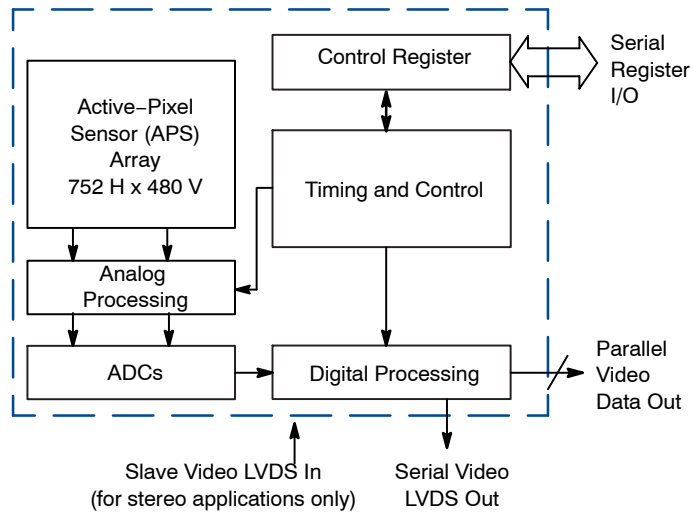 Control Register
Serial
Register
I/O
Active−Pixel
Sensor (APS)
Array
752 H x 480 V
Timing and Control
Analog
Processing
ADCs
Digital Processing
Parallel
Video
Data Out
Slave Video LVDS In
(for stereo applications only)
Serial Video
LVDS Out